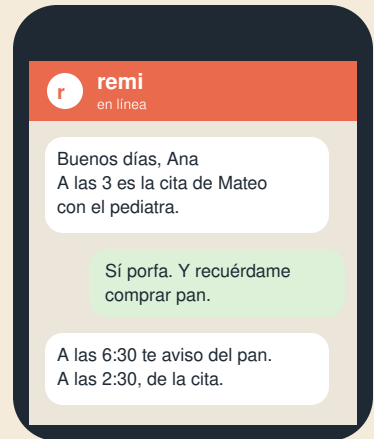 r
remi
en línea
Buenos días, Ana
A las 3 es la cita de Mateo
con el pediatra.
Sí porfa. Y recuérdame
comprar pan.
A las 6:30 te aviso del pan.
A las 2:30, de la cita.